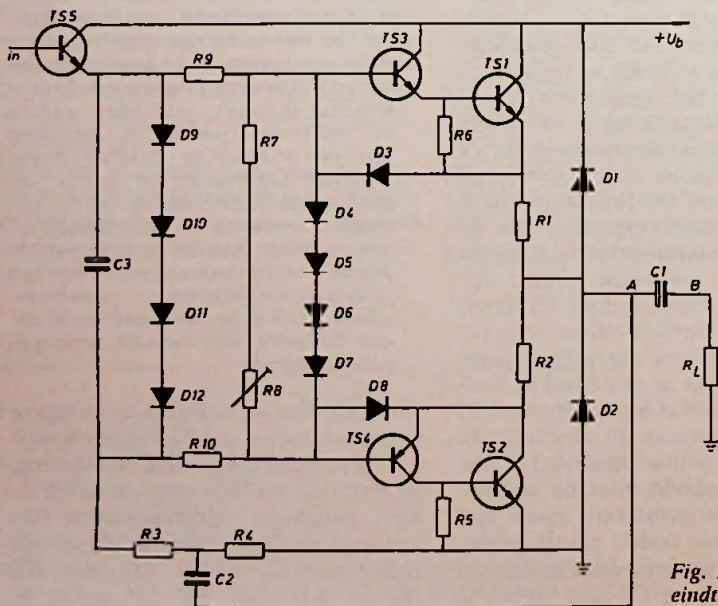 TS5
in
+Ub
R9
TS3
TS1
R6
D9
R7
D3
D1
D4
R1
D10
D5
C3
A
C1
B
D6
D11
R2
RL
D7
R8
D12
D8
D2
R10
TS4
TS2
R5
R3
R4
C2
Fig.
eindt